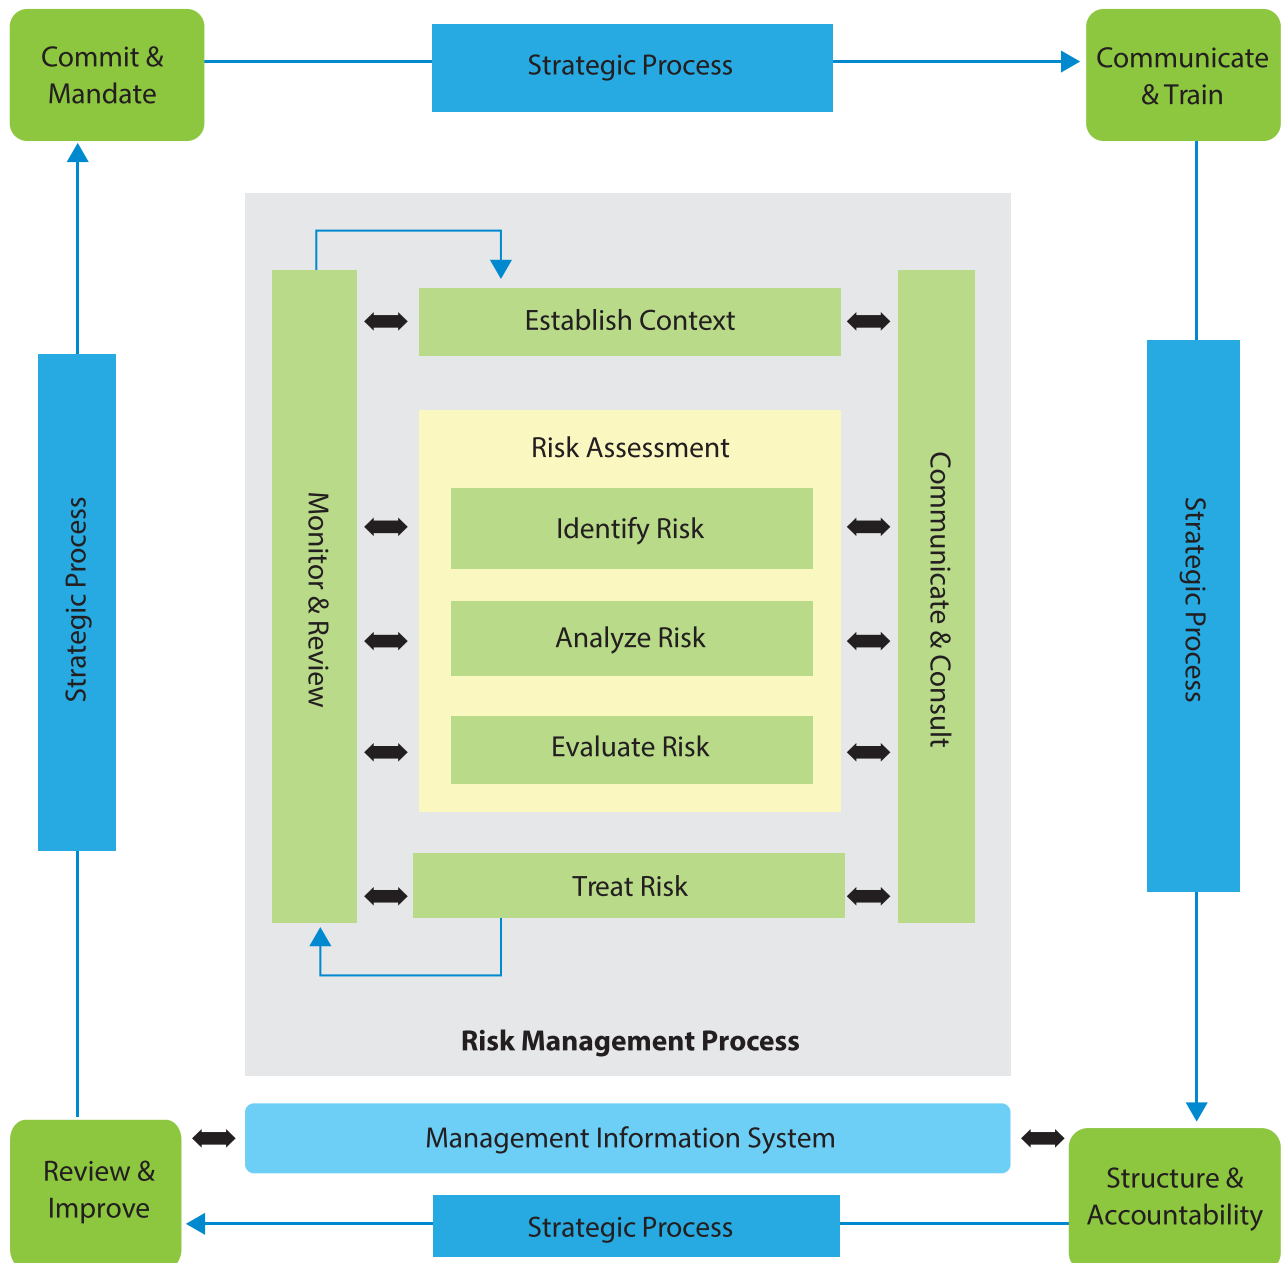 Commit &
Mandate
Strategic Process
Communicate
& Train
Establish Context
Risk Assessment
Identify Risk
Analyze Risk
Evaluate Risk
Treat Risk
Monitor & Review
Communicate & Consult
Strategic Process
Strategic Process
Risk Management Process
Management Information System
Review &
Improve
Strategic Process
Structure &
Accountability